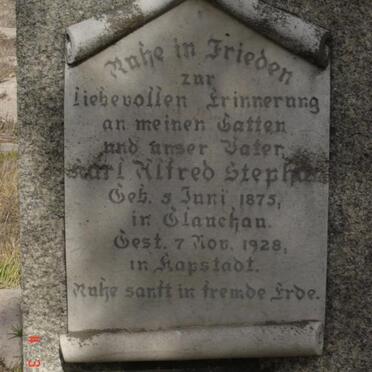 Ruhe in Frieden
zur
liebevollen Erinnerung
an meinen Gatten
und unser Vater
Karl Alfred Stephan
Geb. 5 Juni 1875,
in Glauchau.
Gest. 7 Nov. 1928,
in Kapstadt.
Ruhe sanft in fremde Erde.